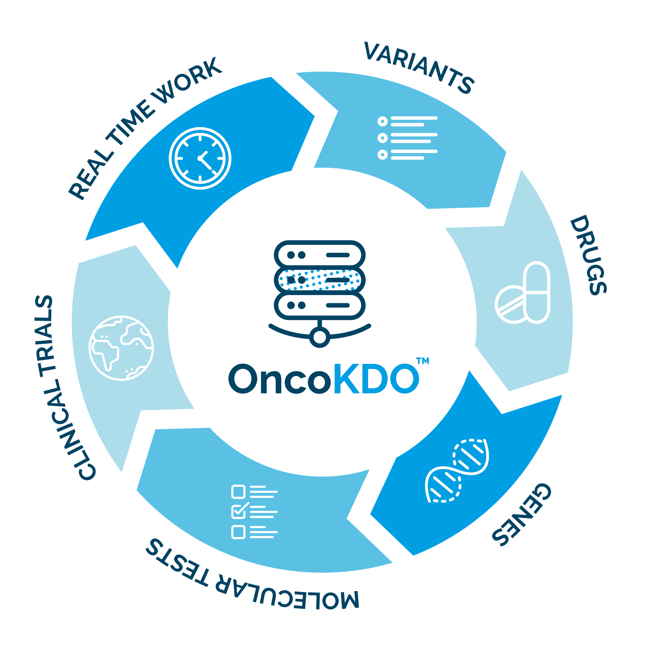 VARIANTS
DRUGS
GENES
MOLECULAR TESTS
CLINICAL TRIALS
REAL TIME WORK
OncoKDO™